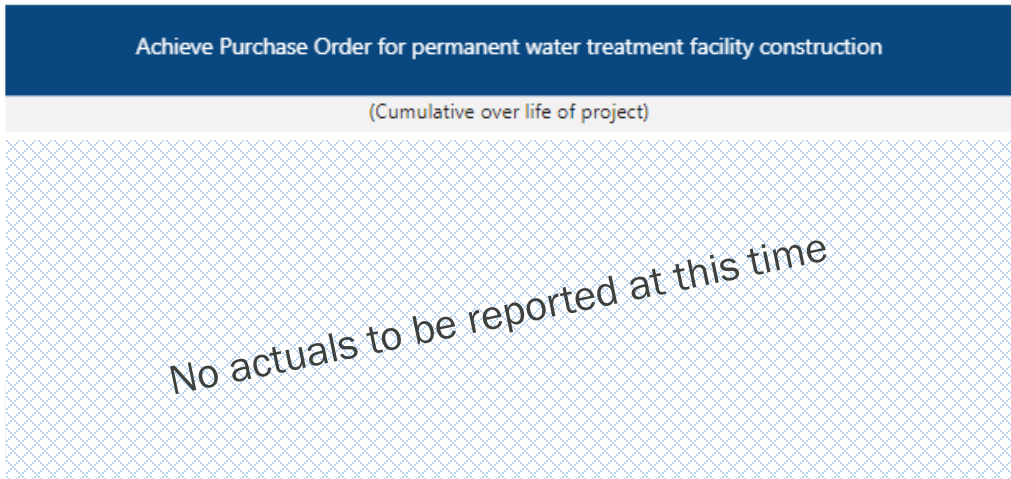 Achieve Purchase Order for permanent water treatment facility construction
(Cumulative over life of project)
No actuals to be reported at this time